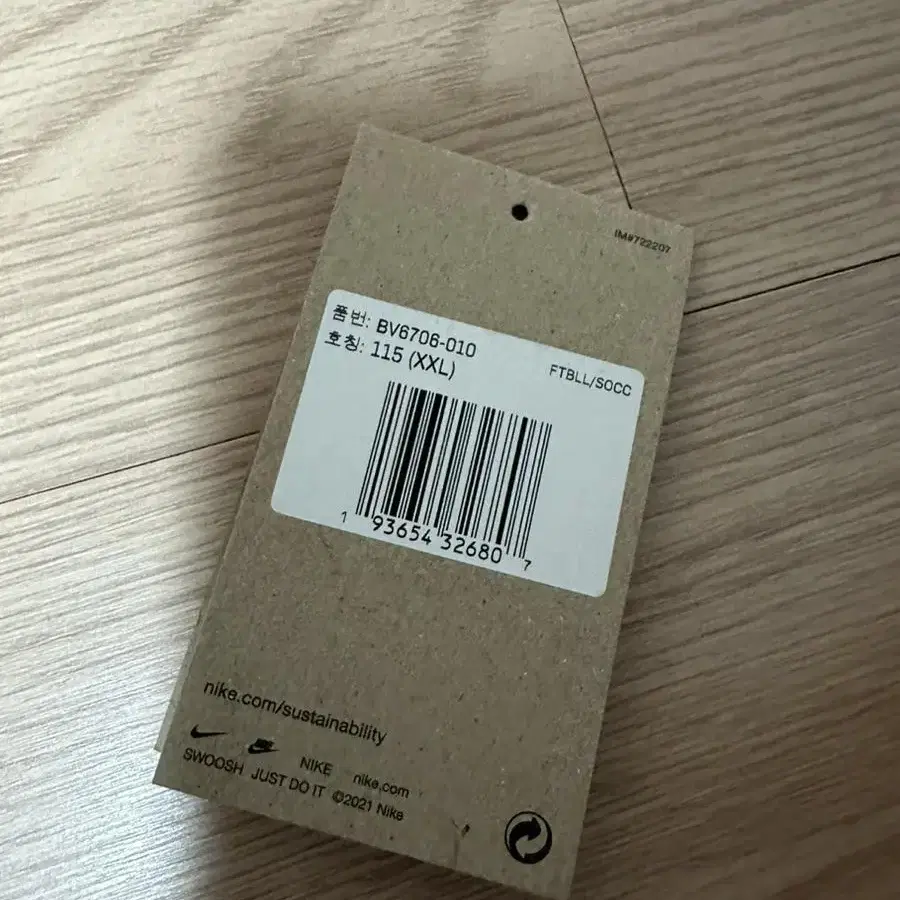 IM#722207
품번: BV6706-010
호칭: 115 (XXL)
FTBLL/SOCC
1 93654 32680 7
nike.com/sustainability
NIKE nike.com
SWOOSH JUST DO IT ©2021 Nike